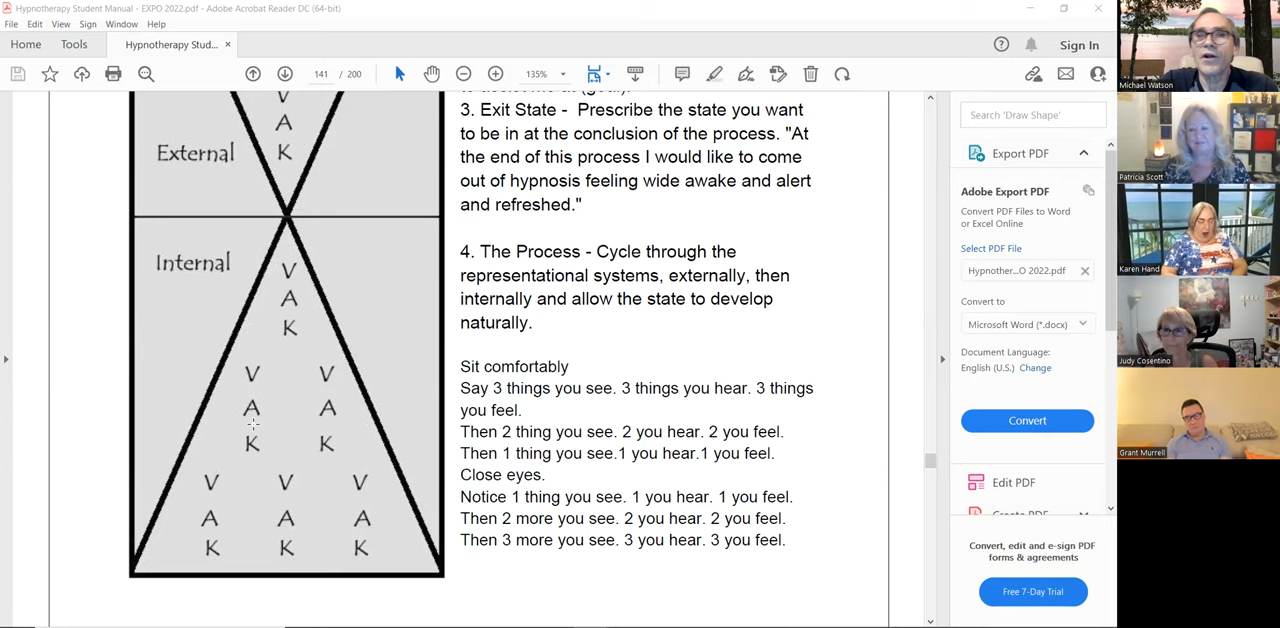 Hypnotherapy Student Manual - EXPO 2022.pdf - Adobe Acrobat Reader DC (64-bit)
File Edit View Sign Window Help
Home Tools Hypnotherapy Stud... × Sign In
141 / 200 135%
V
A
External K
Internal
V
A
K
V V
A A
K K
V V V
A A A
K K K
3. Exit State - Prescribe the state you want
to be in at the conclusion of the process. "At
the end of this process I would like to come
out of hypnosis feeling wide awake and alert
and refreshed."
4. The Process - Cycle through the
representational systems, externally, then
internally and allow the state to develop
naturally.
Sit comfortably
Say 3 things you see. 3 things you hear. 3 things
you feel.
Then 2 thing you see. 2 you hear. 2 you feel.
Then 1 thing you see.1 you hear.1 you feel.
Close eyes.
Notice 1 thing you see. 1 you hear. 1 you feel.
Then 2 more you see. 2 you hear. 2 you feel.
Then 3 more you see. 3 you hear. 3 you feel.
Search 'Draw Shape'
Export PDF
Adobe Export PDF
Convert PDF Files to Word
or Excel Online
Select PDF File
Hypnother...O 2022.pdf ×
Convert to
Microsoft Word (*.docx)
Document Language:
English (U.S.) Change
Convert
Edit PDF
Create PDF
Convert, edit and e-sign PDF
forms & agreements
Free 7-Day Trial
Michael Watson
Patricia Scott
Karen Hand
Judy Cosentino
Grant Murrell